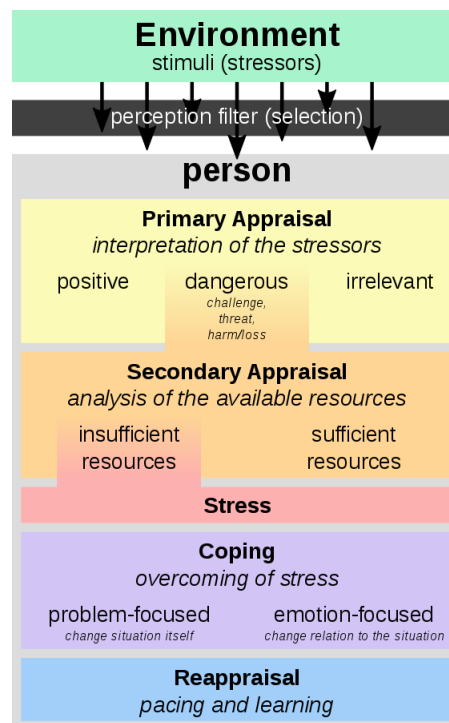 Environment
stimuli (stressors)
perception filter (selection)
person
Primary Appraisal
interpretation of the stressors
positive dangerous irrelevant
challenge,
threat,
harm/loss
Secondary Appraisal
analysis of the available resources
insufficient sufficient
resources resources
Stress
Coping
overcoming of stress
problem-focused emotion-focused
change situation itself change relation to the situation
Reappraisal
pacing and learning